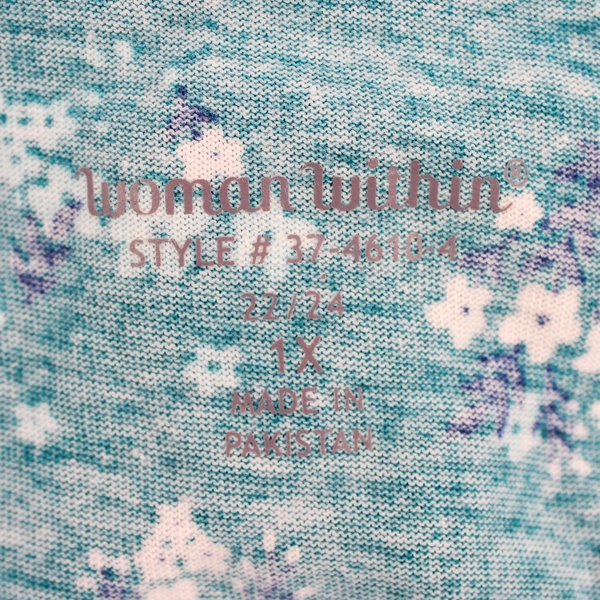 Woman Within®
STYLE # 37-4610-4
22/24
1X
MADE IN
PAKISTAN